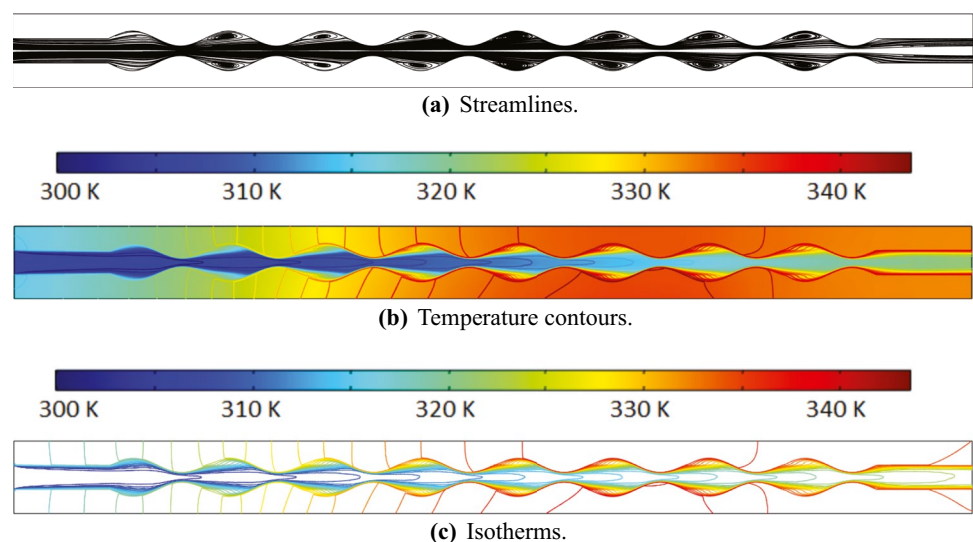 (a) Streamlines.
300 K 310 K 320 K 330 K 340 K
(b) Temperature contours.
300 K 310 K 320 K 330 K 340 K
(c) Isotherms.